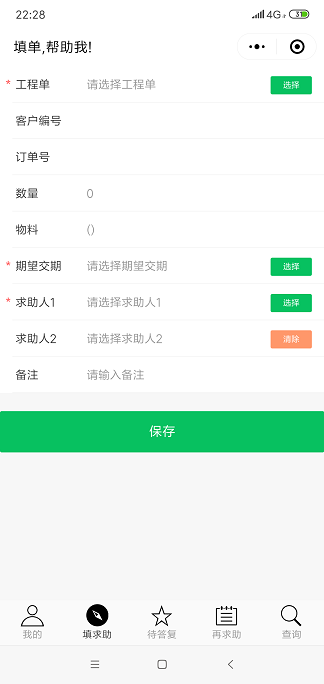 22:28
4G
31
填单,帮助我!
* 工程单 请选择工程单 选择
客户编号
订单号
数量 0
物料 ()
* 期望交期 请选择期望交期 选择
* 求助人1 请选择求助人1 选择
求助人2 请选择求助人2 清除
备注 请输入备注
保存
我的 填求助 待答复 再求助 查询